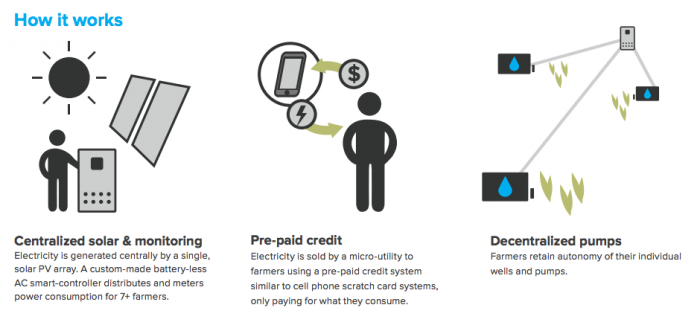 How it works
$
Centralized solar & monitoring
Electricity is generated centrally by a single,
solar PV array. A custom-made battery-less
AC smart-controller distributes and meters
power consumption for 7+ farmers.
Pre-paid credit
Electricity is sold by a micro-utility to
farmers using a pre-paid credit system
similar to cell phone scratch card systems,
only paying for what they consume.
Decentralized pumps
Farmers retain autonomy of their individual
wells and pumps.